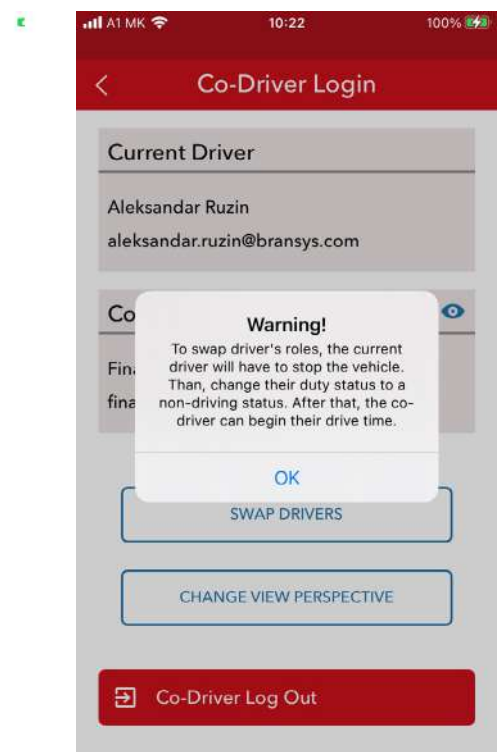 A1 MK 10:22 100%
Co-Driver Login
Current Driver
Aleksandar Ruzin
aleksandar.ruzin@bransys.com
Co
Warning!
To swap driver's roles, the current
driver will have to stop the vehicle.
Than, change their duty status to a
non-driving status. After that, the co-
driver can begin their drive time.
Fin
fina
OK
SWAP DRIVERS
CHANGE VIEW PERSPECTIVE
Co-Driver Log Out